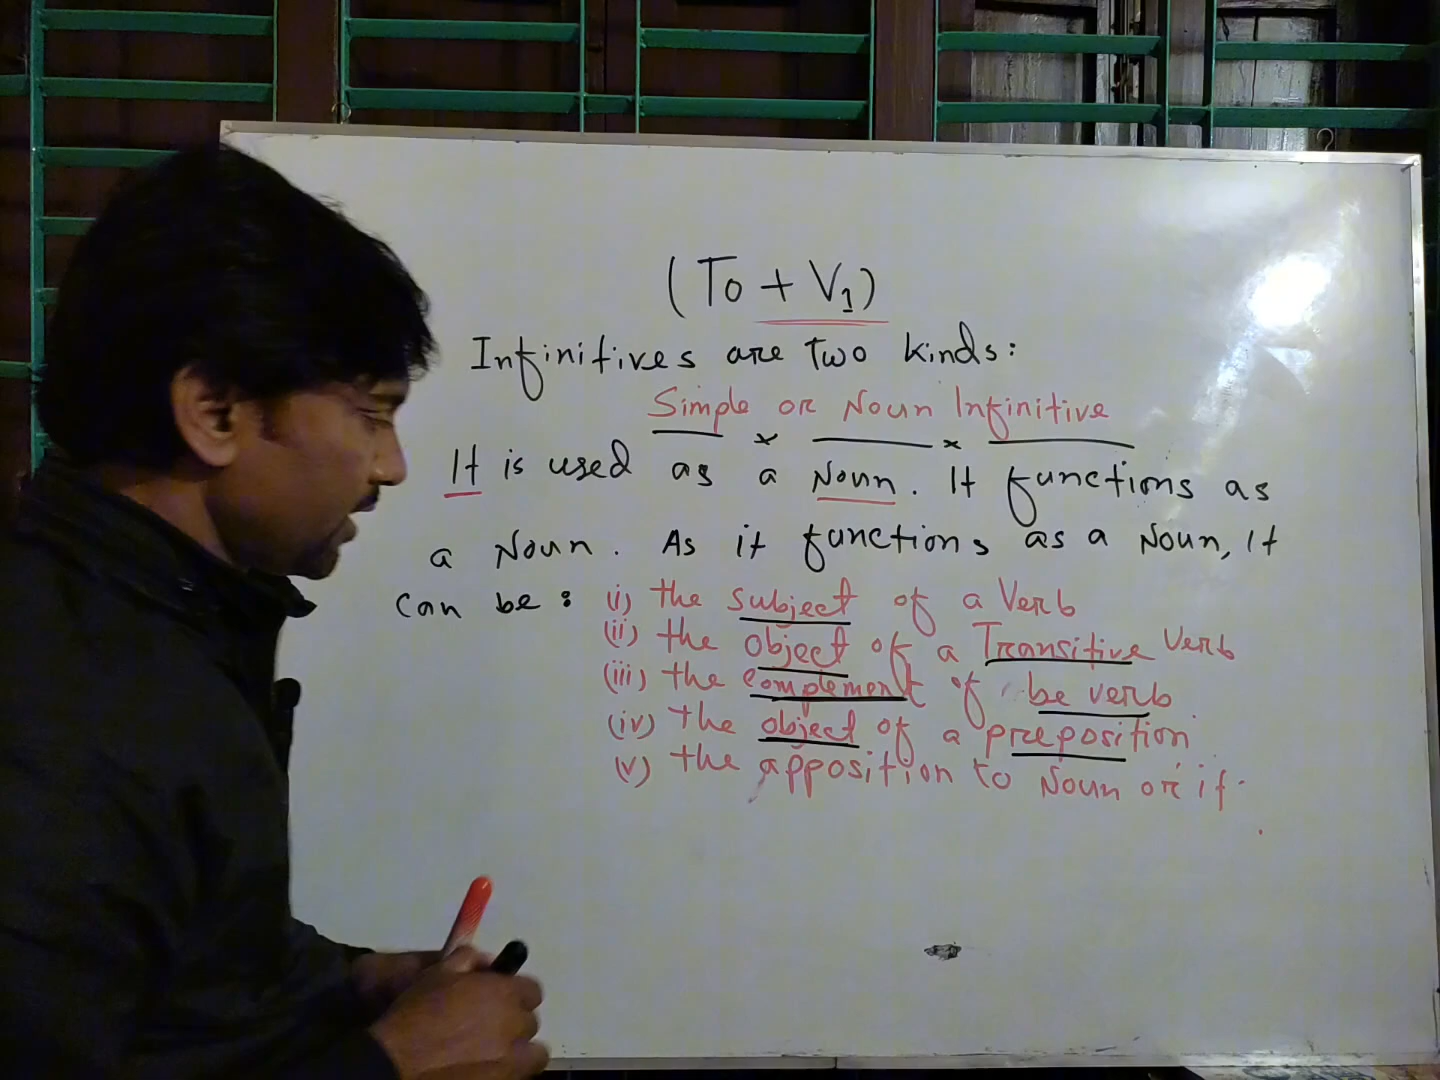 (To + V1)
Infinitives are Two kinds:
Simple or Noun Infinitive
It is used as a Noun. It functions as
a Noun. As it functions as a Noun, It
can be: (i) the subject of a Verb
(ii) the object of a Transitive Verb
(iii) the complement of be verb
(iv) the object of a preposition
(v) the apposition to Noun or it.